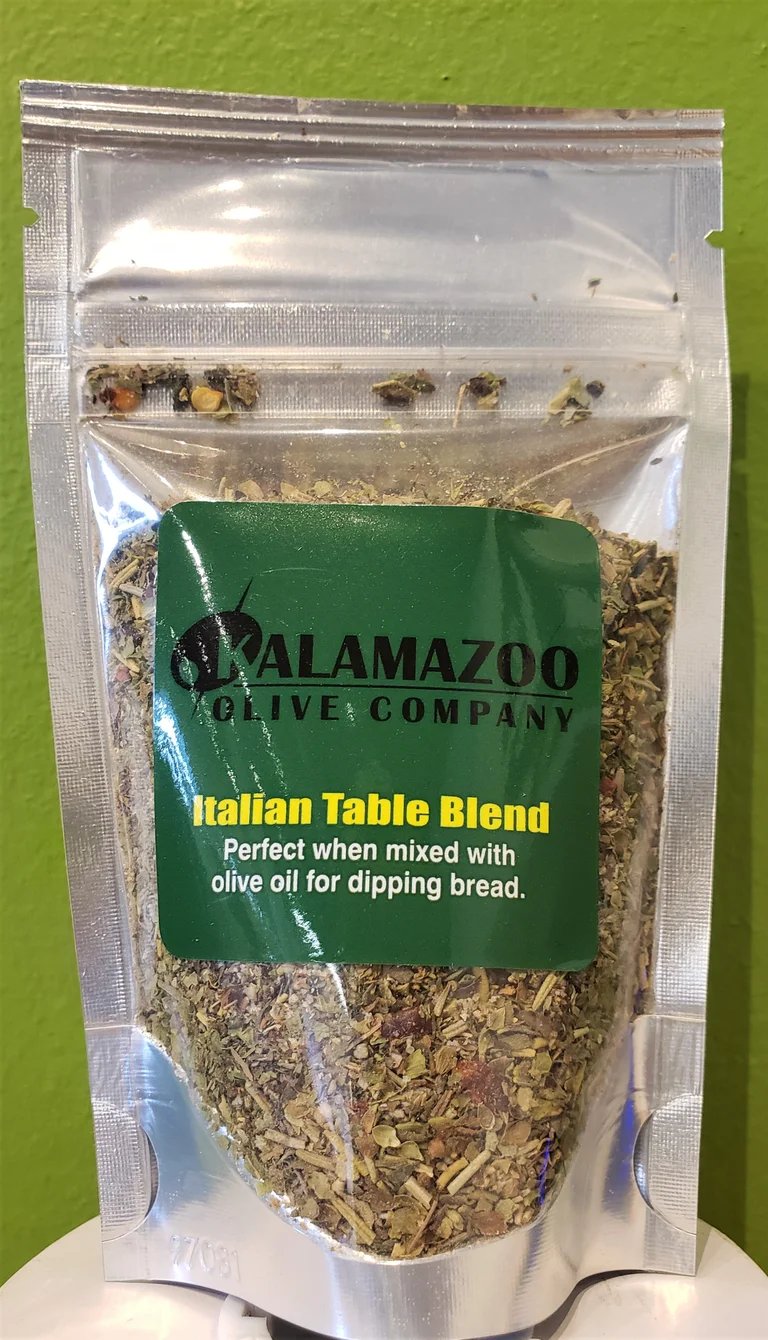 KALAMAZOO
OLIVE COMPANY
Italian Table Blend
Perfect when mixed with
olive oil for dipping bread.